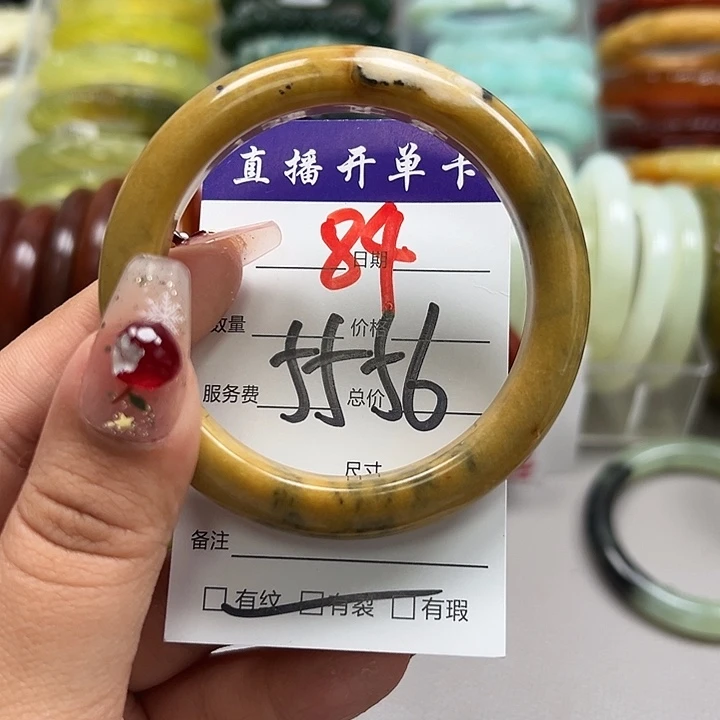 直播开单卡
84
日期
数量 价格
服务费 总价
尺寸
备注
□有纹 □有裂 □有瑕